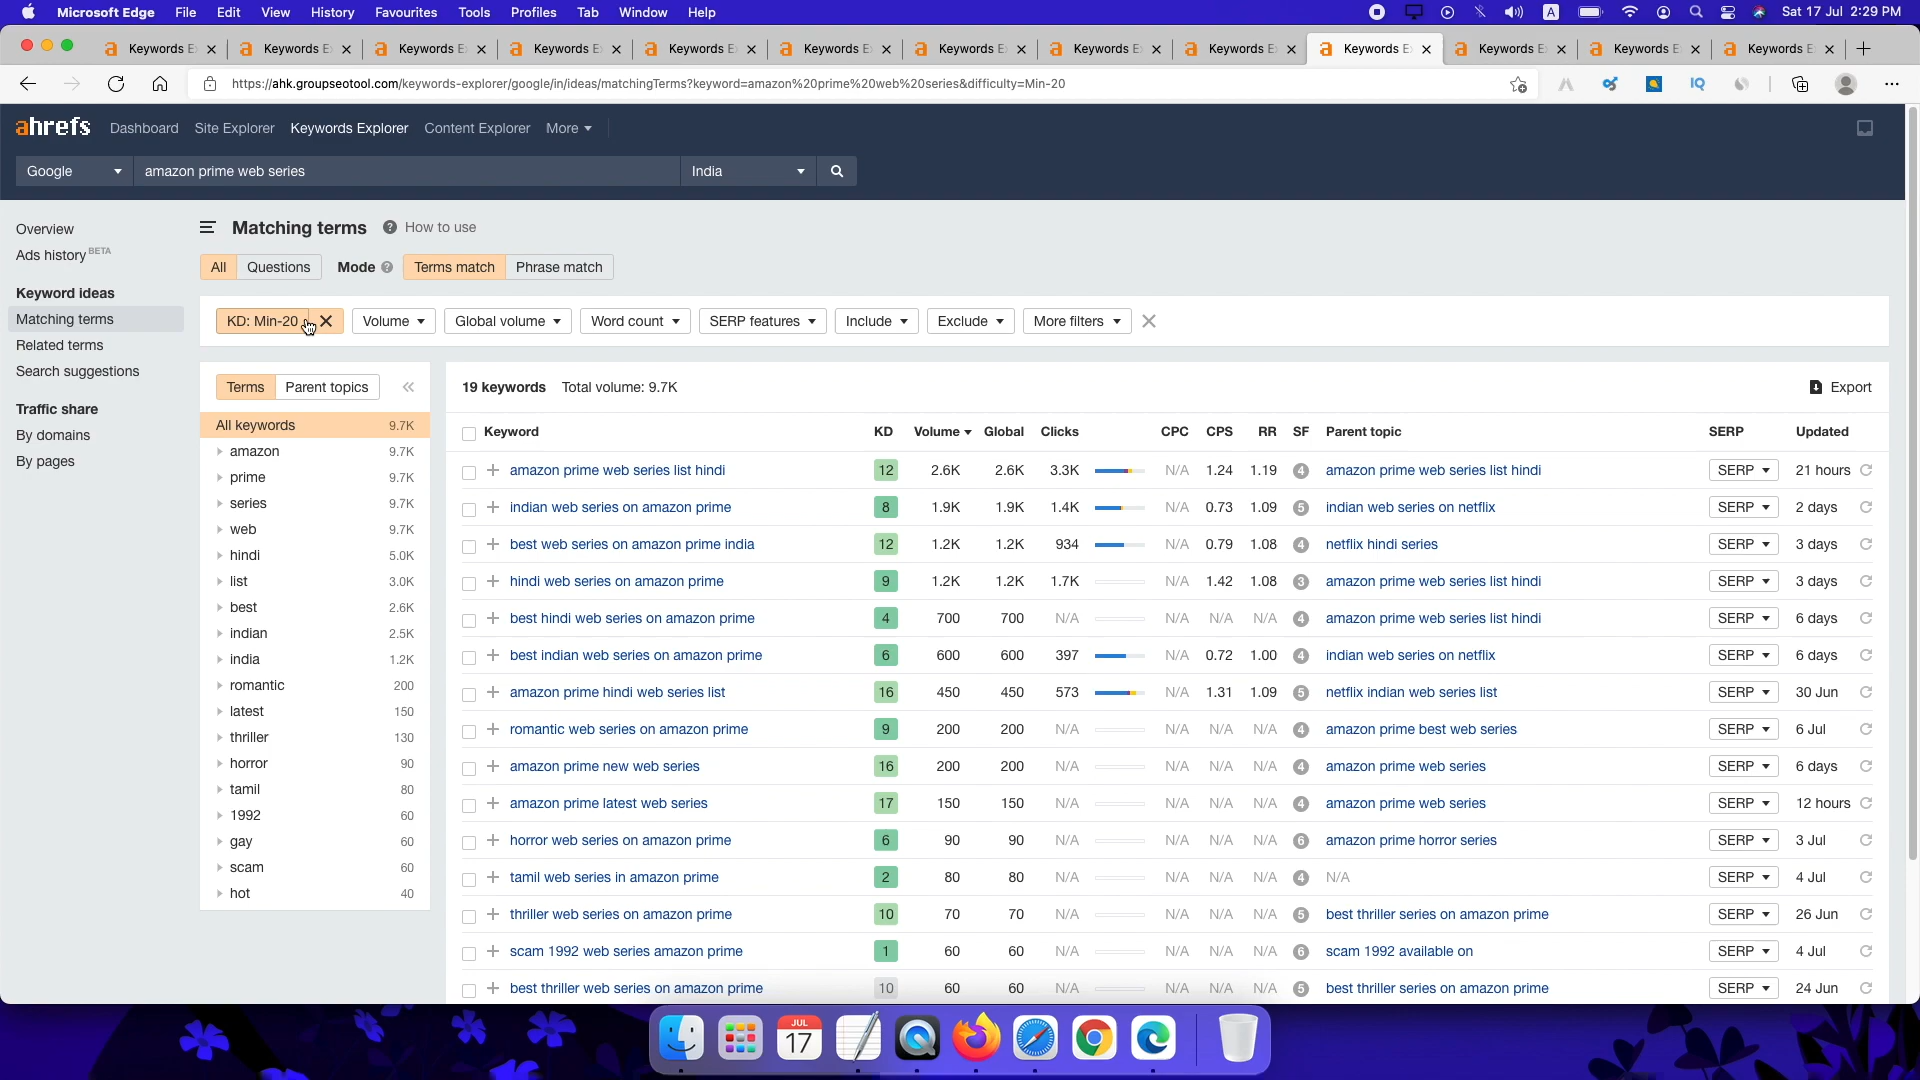 Microsoft Edge File Edit View History Favourites Tools Profiles Tab Window Help A Sat 17 Jul 2:29 PM
Keywords E Keywords E Keywords E Keywords E Keywords E Keywords E Keywords E Keywords E Keywords E Keywords E Keywords E Keywords E Keywords E
https://ahk.groupseotool.com/keywords-explorer/google/in/ideas/matchingTerms?keyword=amazon%20prime%20web%20series&difficulty=Min-20 IQ
ahrefs Dashboard Site Explorer Keywords Explorer Content Explorer More
Google amazon prime web series India
Overview
Ads history BETA
Keyword ideas
Matching terms
Related terms
Search suggestions
Traffic share
By domains
By pages
Matching terms ? How to use
All Questions Mode ? Terms match Phrase match
KD: Min-20 Volume Global volume Word count SERP features Include Exclude More filters
Terms Parent topics
All keywords 9.7K
amazon 9.7K
prime 9.7K
series 9.7K
web 9.7K
hindi 5.0K
list 3.0K
best 2.6K
indian 2.5K
india 1.2K
romantic 200
latest 150
thriller 130
horror 90
tamil 80
1992 60
gay 60
scam 60
hot 40
19 keywords Total volume: 9.7K Export
Keyword KD Volume Global Clicks CPC CPS RR SF Parent topic SERP Updated
amazon prime web series list hindi 12 2.6K 2.6K 3.3K N/A 1.24 1.19 4 amazon prime web series list hindi SERP 21 hours
indian web series on amazon prime 8 1.9K 1.9K 1.4K N/A 0.73 1.09 5 indian web series on netflix SERP 2 days
best web series on amazon prime india 12 1.2K 1.2K 934 N/A 0.79 1.08 4 netflix hindi series SERP 3 days
hindi web series on amazon prime 9 1.2K 1.2K 1.7K N/A 1.42 1.08 3 amazon prime web series list hindi SERP 3 days
best hindi web series on amazon prime 4 700 700 N/A N/A N/A N/A 4 amazon prime web series list hindi SERP 6 days
best indian web series on amazon prime 6 600 600 397 N/A 0.72 1.00 4 indian web series on netflix SERP 6 days
amazon prime hindi web series list 16 450 450 573 N/A 1.31 1.09 5 netflix indian web series list SERP 30 Jun
romantic web series on amazon prime 9 200 200 N/A N/A N/A N/A 4 amazon prime best web series SERP 6 Jul
amazon prime new web series 16 200 200 N/A N/A N/A N/A 4 amazon prime web series SERP 6 days
amazon prime latest web series 17 150 150 N/A N/A N/A N/A 4 amazon prime web series SERP 12 hours
horror web series on amazon prime 6 90 90 N/A N/A N/A N/A 6 amazon prime horror series SERP 3 Jul
tamil web series in amazon prime 2 80 80 N/A N/A N/A N/A 4 N/A SERP 4 Jul
thriller web series on amazon prime 10 70 70 N/A N/A N/A N/A 5 best thriller series on amazon prime SERP 26 Jun
scam 1992 web series amazon prime 1 60 60 N/A N/A N/A N/A 6 scam 1992 available on SERP 4 Jul
best thriller web series on amazon prime 10 60 60 N/A N/A N/A N/A 5 best thriller series on amazon prime SERP 24 Jun
JUL
17